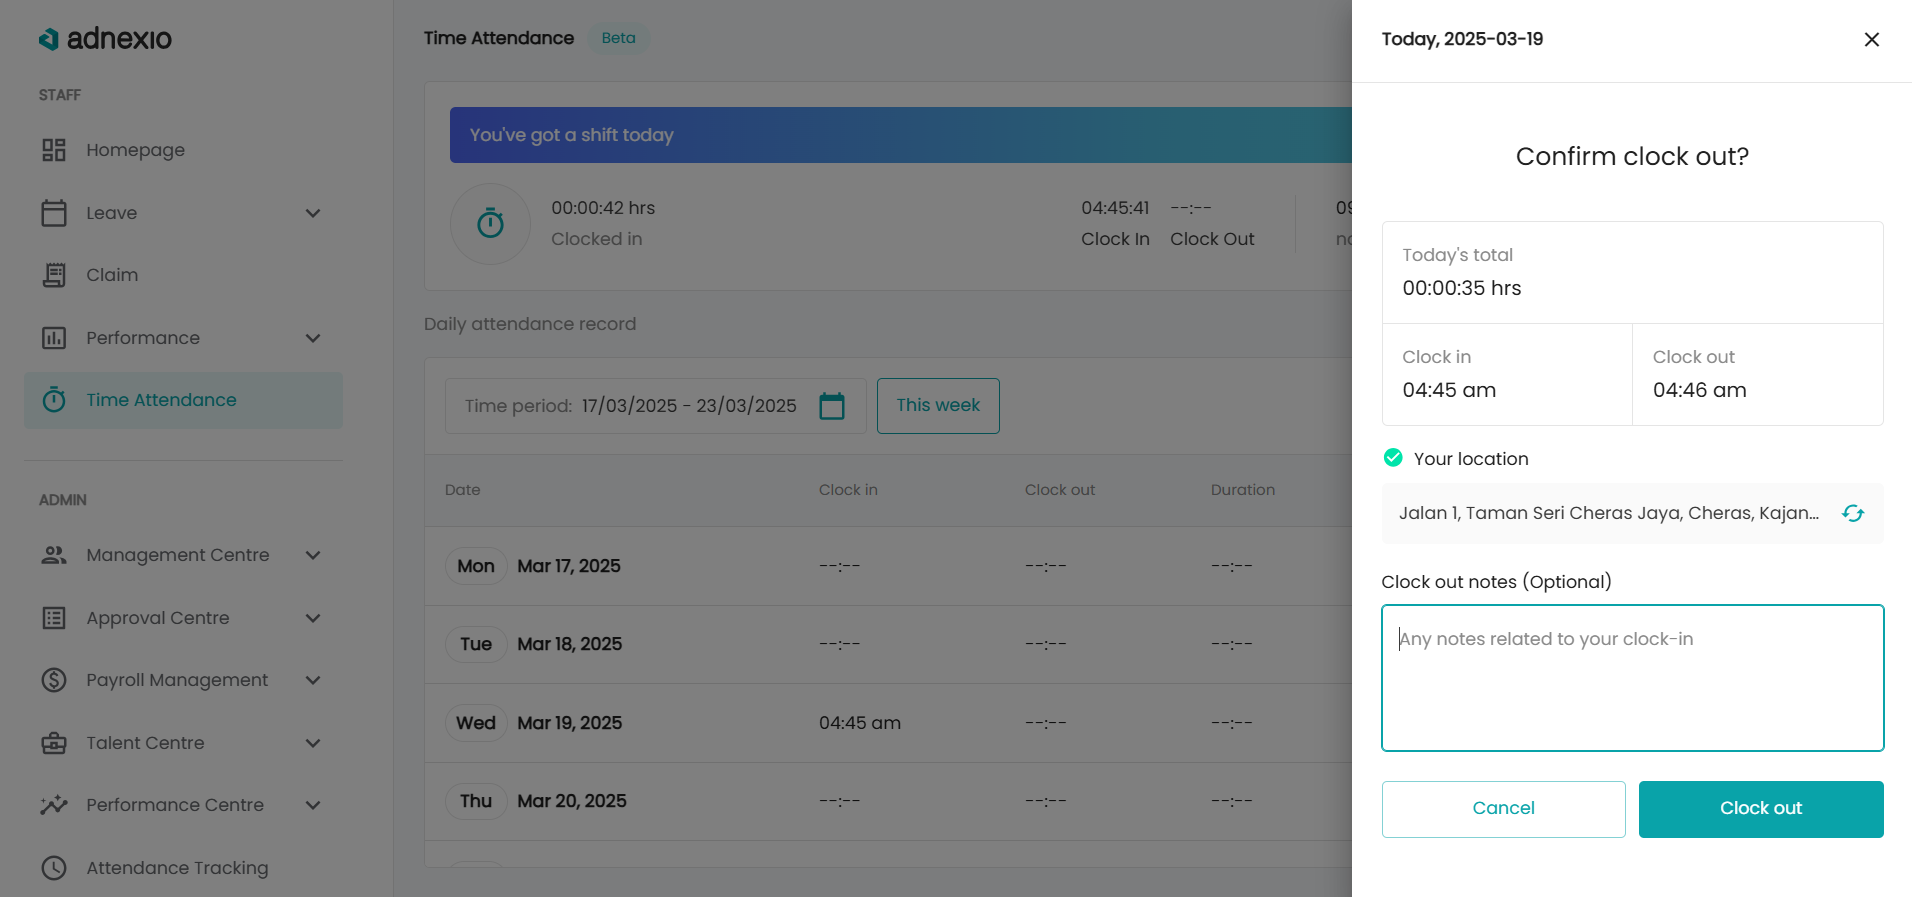 adnexio
STAFF
Homepage
Leave
Claim
Performance
Time Attendance
ADMIN
Management Centre
Approval Centre
Payroll Management
Talent Centre
Performance Centre
Attendance Tracking
Time Attendance Beta
You've got a shift today
00:00:42 hrs
Clocked in
04:45:41 --:--
Clock In Clock Out
Daily attendance record
Time period: 17/03/2025 - 23/03/2025 This week
Date Clock in Clock out Duration
Mon Mar 17, 2025 --:-- --:-- --:--
Tue Mar 18, 2025 --:-- --:-- --:--
Wed Mar 19, 2025 04:45 am --:-- --:--
Thu Mar 20, 2025 --:-- --:-- --:--
Today, 2025-03-19
Confirm clock out?
Today's total
00:00:35 hrs
Clock in Clock out
04:45 am 04:46 am
Your location
Jalan 1, Taman Seri Cheras Jaya, Cheras, Kajan...
Clock out notes (Optional)
Any notes related to your clock-in
Cancel Clock out